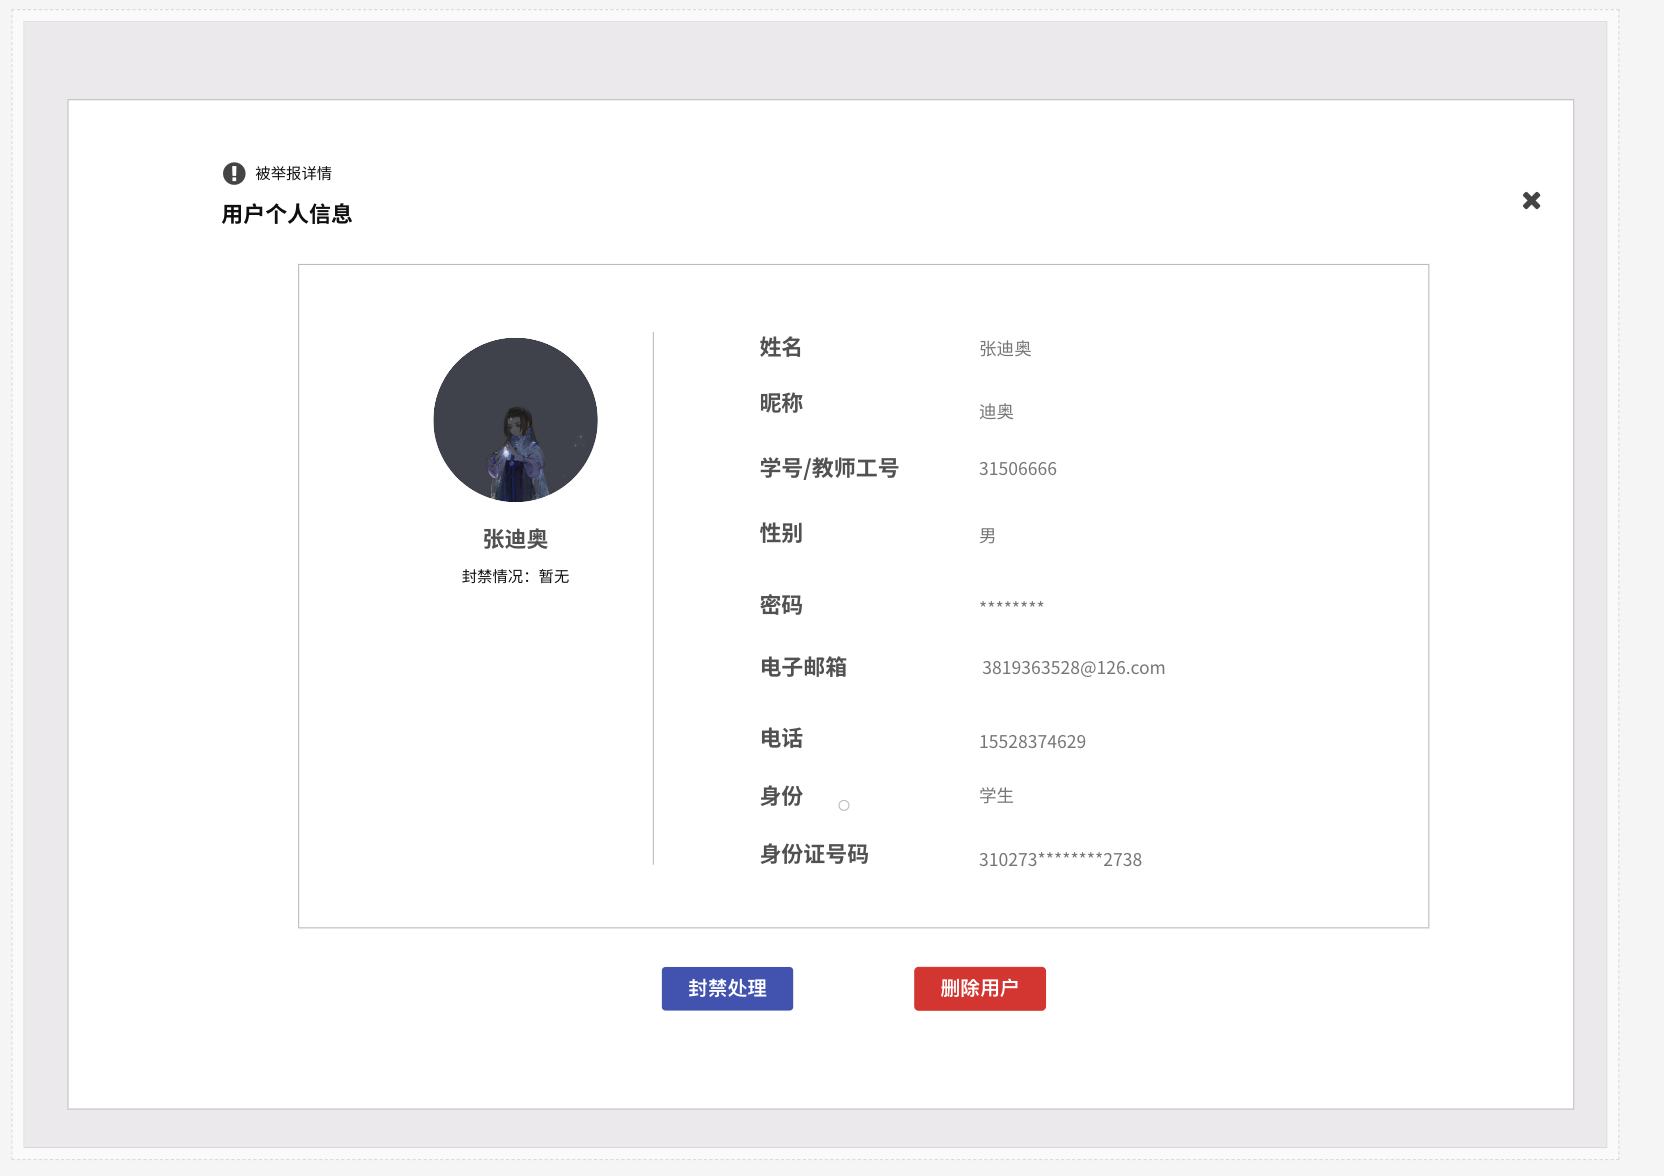 被举报详情
用户个人信息
张迪奥
封禁情况：暂无
姓名 张迪奥
昵称 迪奥
学号/教师工号 31506666
性别 男
密码 ********
电子邮箱 3819363528@126.com
电话 15528374629
身份 学生
身份证号码 310273********2738
封禁处理 删除用户